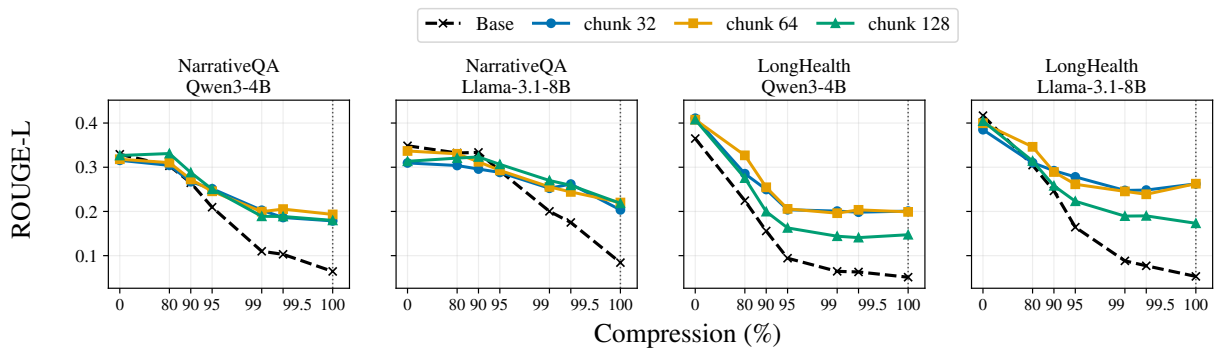 Base chunk 32 chunk 64 chunk 128
NarrativeQA
Qwen3-4B
NarrativeQA
Llama-3.1-8B
LongHealth
Qwen3-4B
LongHealth
Llama-3.1-8B
ROUGE-L
0.4
0.3
0.2
0.1
0 80 90 95 99 99.5 100
0 80 90 95 99 99.5 100
0 80 90 95 99 99.5 100
0 80 90 95 99 99.5 100
Compression (%)